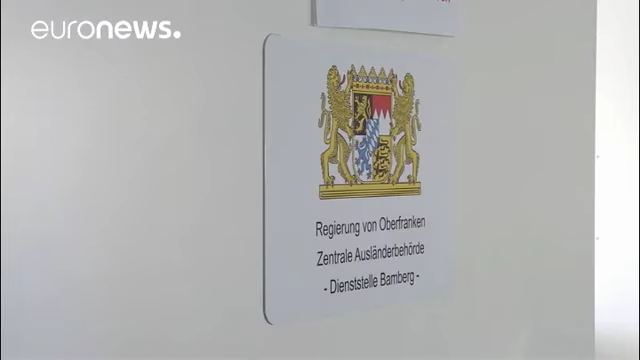 euronews.
Regierung von Oberfranken
Zentrale Ausländerbehörde
- Dienststelle Bamberg -